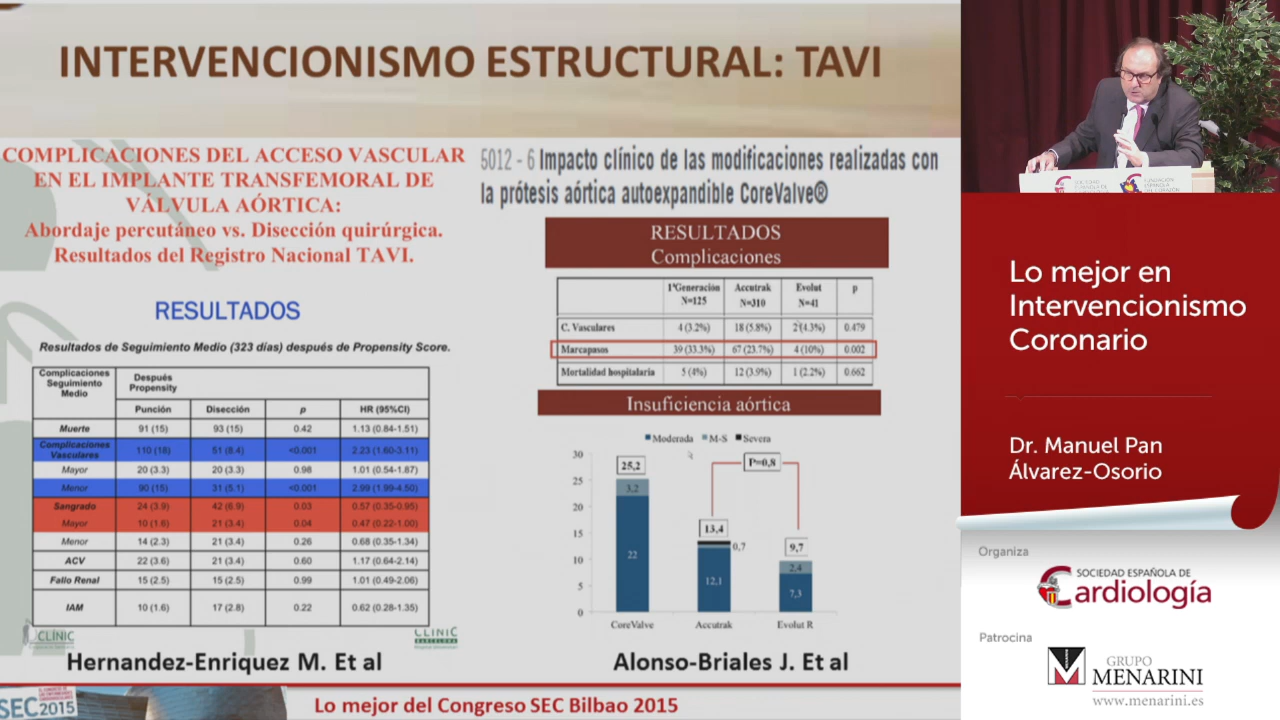 INTERVENCIONISMO ESTRUCTURAL: TAVI
COMPLICACIONES DEL ACCESO VASCULAR
EN EL IMPLANTE TRANSFEMORAL DE
VÁLVULA AÓRTICA:
Abordaje percutáneo vs. Disección quirúrgica.
Resultados del Registro Nacional TAVI.
RESULTADOS
Resultados de Seguimiento Medio (323 días) después de Propensity Score.
Complicaciones Seguimiento Medio
Después Propensity
Punción Disección p HR (95%CI)
Muerte 91 (15) 93 (15) 0.42 1.13 (0.84-1.51)
Complicaciones Vasculares 110 (18) 51 (8.4) <0.001 2.23 (1.60-3.11)
Mayor 20 (3.3) 20 (3.3) 0.98 1.01 (0.54-1.87)
Menor 90 (15) 31 (5.1) <0.001 2.99 (1.99-4.50)
Sangrado 24 (3.9) 42 (6.9) 0.03 0.57 (0.35-0.95)
Mayor 10 (1.6) 21 (3.4) 0.04 0.47 (0.22-1.00)
Menor 14 (2.3) 21 (3.4) 0.26 0.68 (0.35-1.34)
ACV 22 (3.6) 21 (3.4) 0.60 1.17 (0.64-2.14)
Fallo Renal 15 (2.5) 15 (2.5) 0.99 1.01 (0.49-2.06)
IAM 10 (1.6) 17 (2.8) 0.22 0.62 (0.28-1.35)
CLÍNIC
CLÍNIC
BARCELONA
Hernandez-Enriquez M. Et al
5012 - 6 Impacto clínico de las modificaciones realizadas con
la prótesis aórtica autoexpandible CoreValve®
RESULTADOS
Complicaciones
1ªGeneración N=125 Accutrak N=310 Evolut N=41 p
C. Vasculares 4 (3.2%) 18 (5.8%) 2 (4.3%) 0.479
Marcapasos 39 (33.3%) 67 (23.7%) 4 (10%) 0.002
Mortalidad hospitalaria 5 (4%) 12 (3.9%) 1 (2.2%) 0.662
Insuficiencia aórtica
Moderada M-S Severa
30
25
20
15
10
5
0
25,2
3,2
22
13,4
0,7
12,1
P=0,8
9,7
2,4
7,3
CoreValve Accutrak Evolut R
Alonso-Briales J. Et al
SEC 2015
Lo mejor del Congreso SEC Bilbao 2015
Lo mejor en
Intervencionismo
Coronario
Dr. Manuel Pan
Álvarez-Osorio
Organiza
SOCIEDAD ESPAÑOLA DE
Cardiología
Patrocina
GRUPO
MENARINI
www.menarini.es